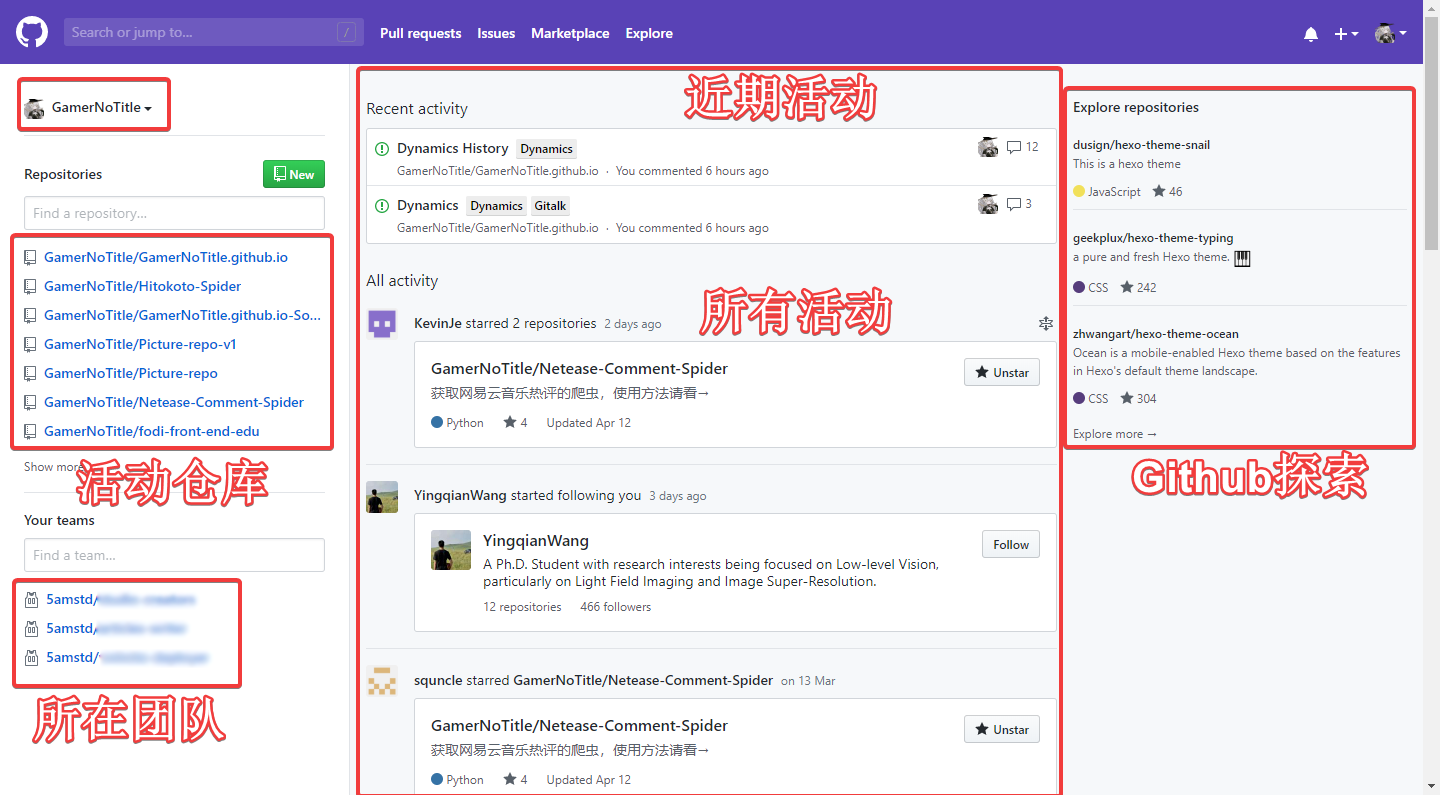 Search or jump to...
/
Pull requests
Issues
Marketplace
Explore
GamerNoTitle
Repositories
New
Find a repository...
GamerNoTitle/GamerNoTitle.github.io
GamerNoTitle/Hitokoto-Spider
GamerNoTitle/GamerNoTitle.github.io-So...
GamerNoTitle/Picture-repo-v1
GamerNoTitle/Picture-repo
GamerNoTitle/Netease-Comment-Spider
GamerNoTitle/fodi-front-end-edu
Show more
活动仓库
Your teams
Find a team...
5amstd/
5amstd/
5amstd/
所在团队
近期活动
Recent activity
Dynamics History Dynamics
12
GamerNoTitle/GamerNoTitle.github.io · You commented 6 hours ago
Dynamics Dynamics Gitalk
3
GamerNoTitle/GamerNoTitle.github.io · You commented 6 hours ago
All activity
所有活动
KevinJe starred 2 repositories 2 days ago
GamerNoTitle/Netease-Comment-Spider
Unstar
获取网易云音乐热评的爬虫，使用方法请看→
Python 4 Updated Apr 12
YingqianWang started following you 3 days ago
YingqianWang
Follow
A Ph.D. Student with research interests being focused on Low-level Vision,
particularly on Light Field Imaging and Image Super-Resolution.
12 repositories 466 followers
squncle starred GamerNoTitle/Netease-Comment-Spider on 13 Mar
GamerNoTitle/Netease-Comment-Spider
Unstar
获取网易云音乐热评的爬虫，使用方法请看→
Python 4 Updated Apr 12
Explore repositories
dusign/hexo-theme-snail
This is a hexo theme
JavaScript 46
geekplux/hexo-theme-typing
a pure and fresh Hexo theme.
CSS 242
zhwangart/hexo-theme-ocean
Ocean is a mobile-enabled Hexo theme based on the features
in Hexo's default theme landscape.
CSS 304
Explore more →
Github探索